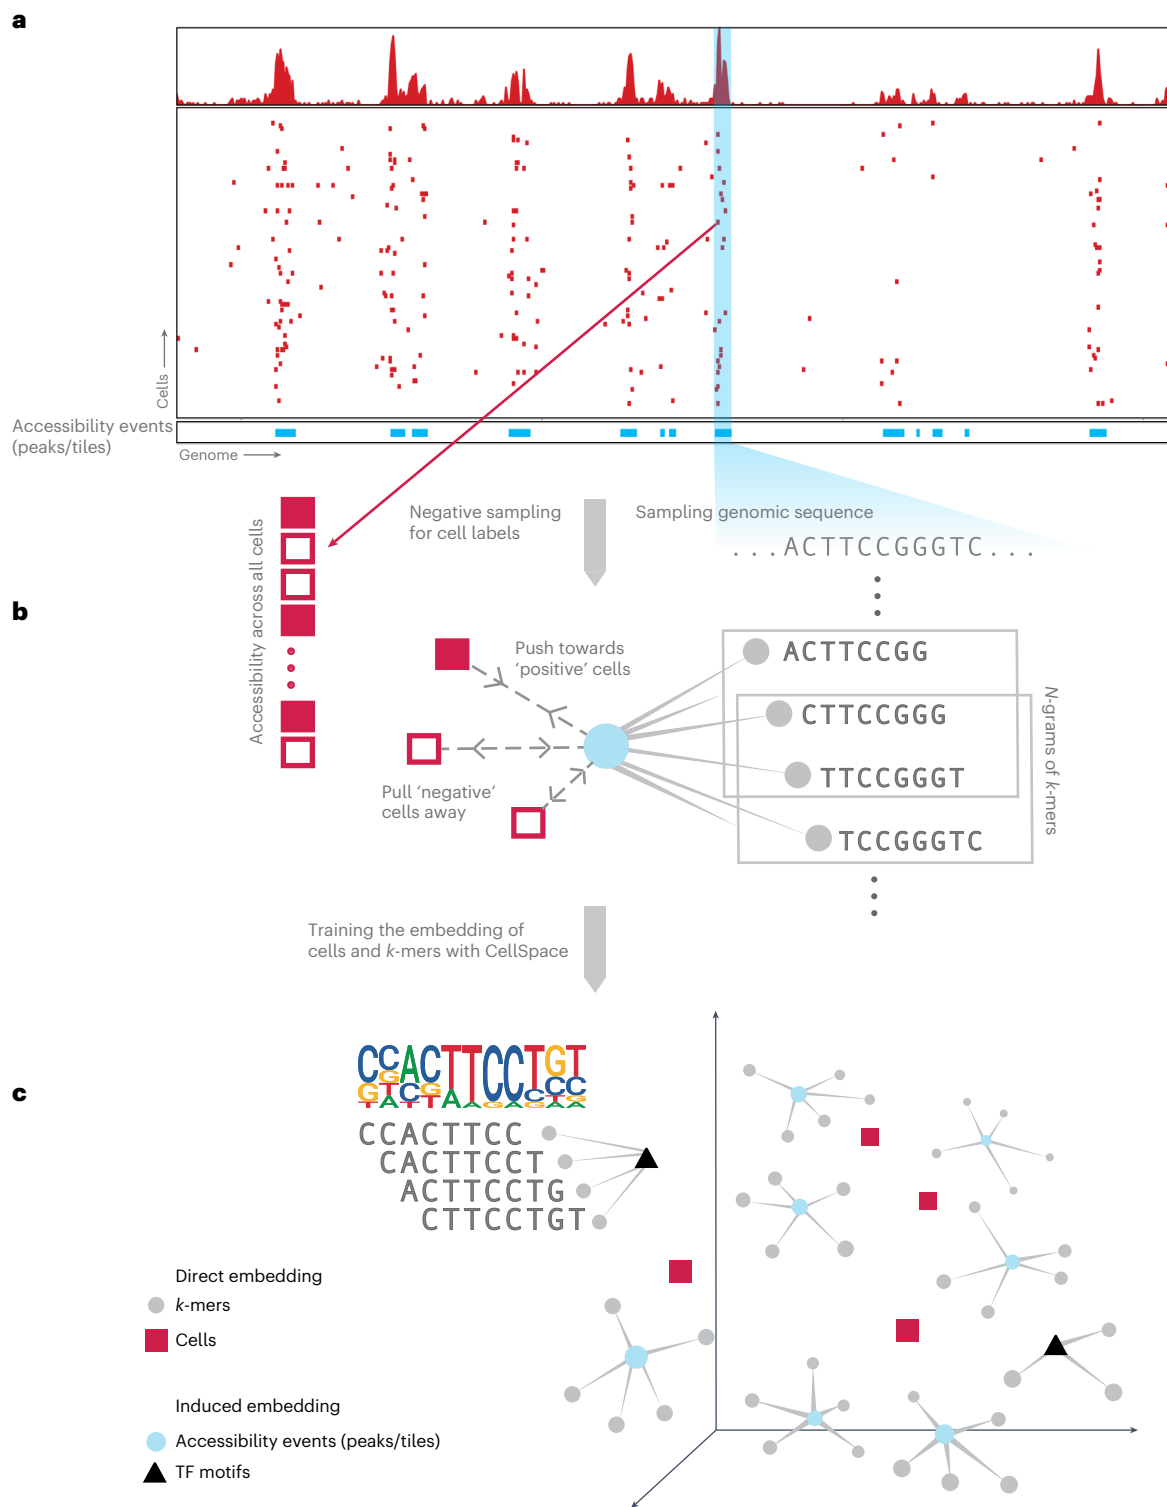 a
Cells
Accessibility events
(peaks/tiles)
Genome
Accessibility across all cells
Negative sampling
for cell labels
Sampling genomic sequence
...ACTTCCGGGTC...
b
Push towards
‘positive’ cells
Pull ‘negative’
cells away
ACTTCCGG
CTTCCGGG
TTCCGGGT
TCCGGGTC
N-grams of k-mers
Training the embedding of
cells and k-mers with CellSpace
c
CCACTTCCTGT
CCACTTCC
CACTTCCT
ACTTCCTG
CTTCCTGT
Direct embedding
k-mers
Cells
Induced embedding
Accessibility events (peaks/tiles)
TF motifs